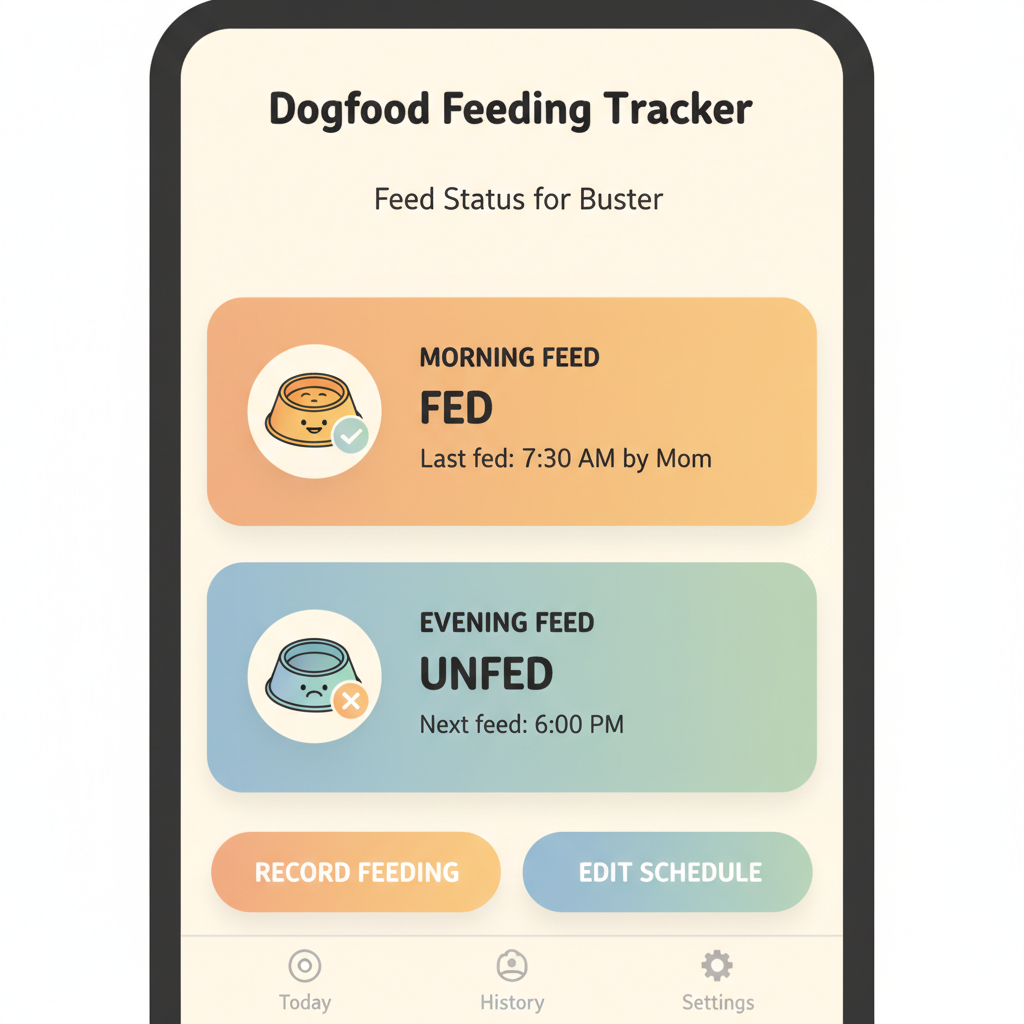 Dogfood Feeding Tracker
Feed Status for Buster
MORNING FEED
FED
Last fed: 7:30 AM by Mom
EVENING FEED
UNFED
Next feed: 6:00 PM
RECORD FEEDING
EDIT SCHEDULE
Today
History
Settings